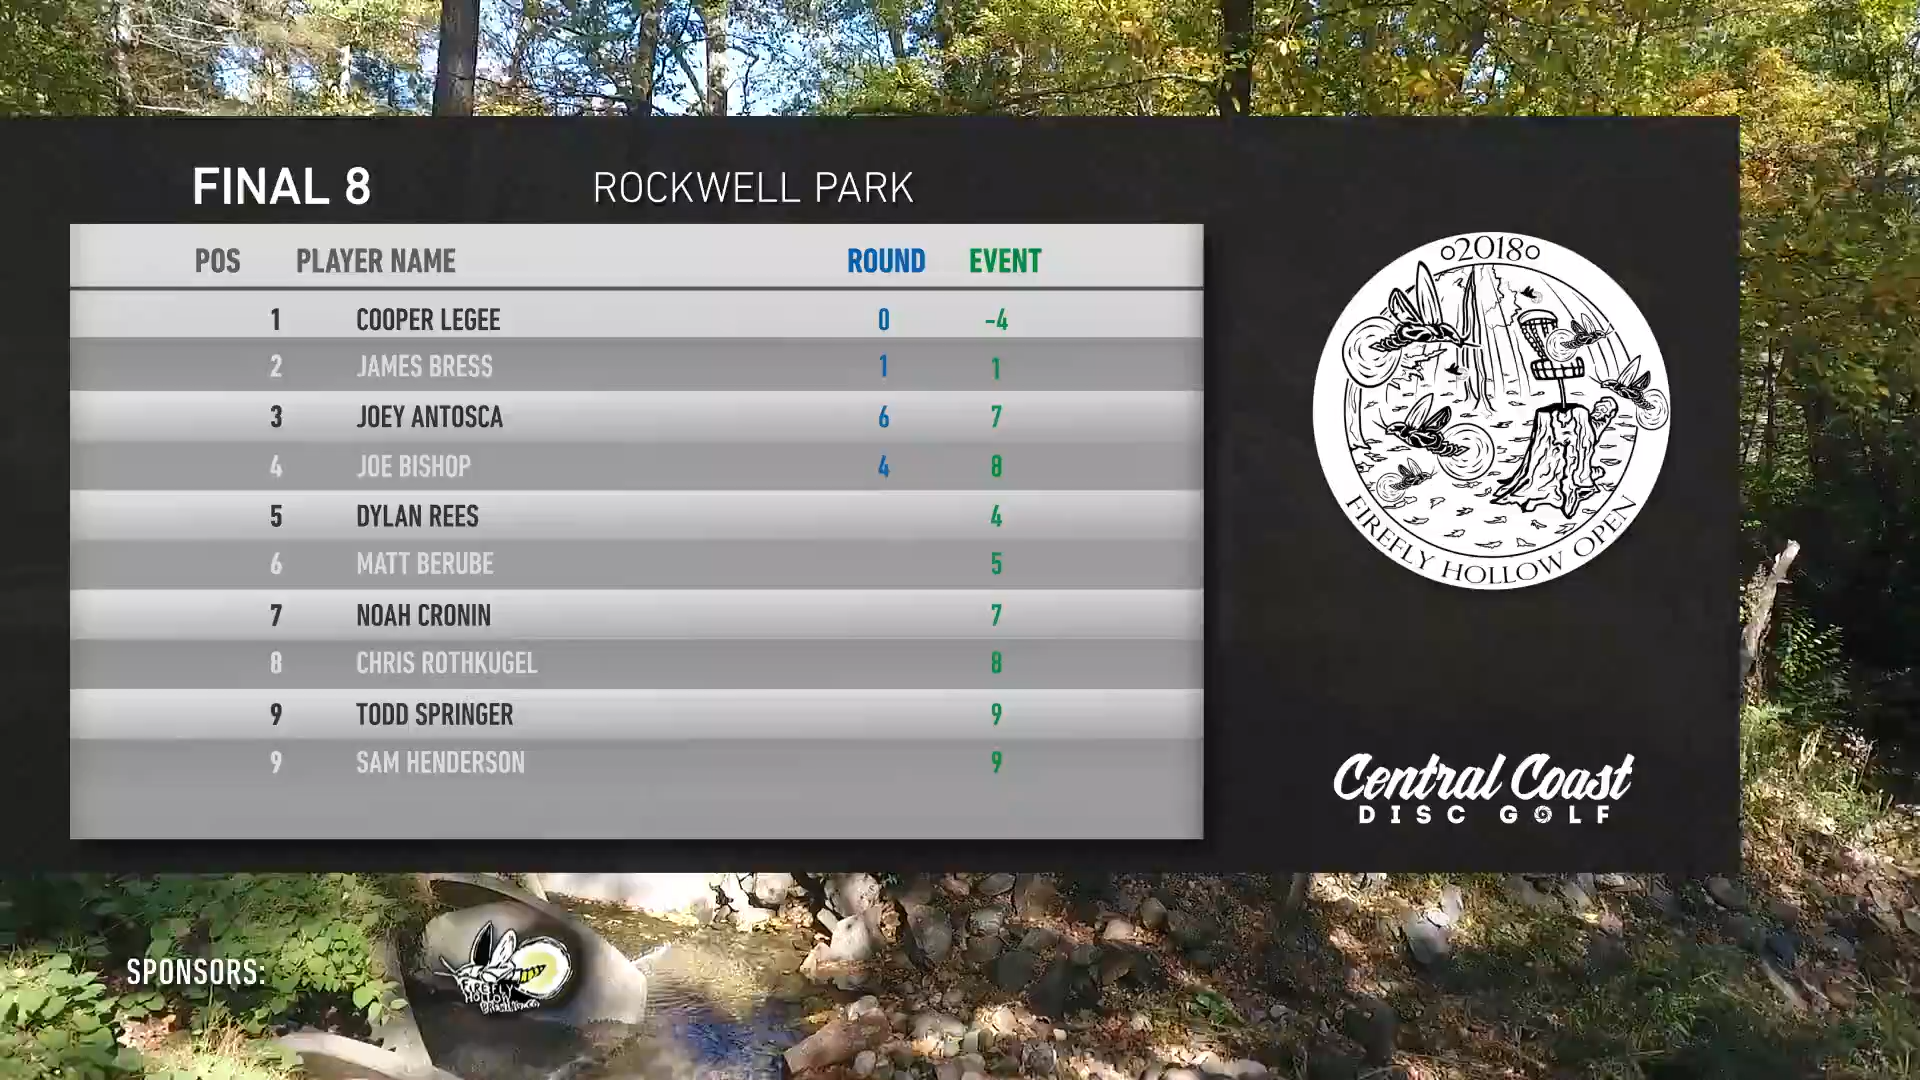 FINAL 8
ROCKWELL PARK
POS PLAYER NAME ROUND EVENT
1 COOPER LEGEE 0 -4
2 JAMES BRESS 1 1
3 JOEY ANTOSCA 6 7
4 JOE BISHOP 4 8
5 DYLAN REES 4
6 MATT BERUBE 5
7 NOAH CRONIN 7
8 CHRIS ROTHKUGEL 8
9 TODD SPRINGER 9
9 SAM HENDERSON 9
2018
FIREFLY HOLLOW OPEN
Central Coast
DISC GOLF
SPONSORS:
FIREFLY
HOLLOW
BREWING CO